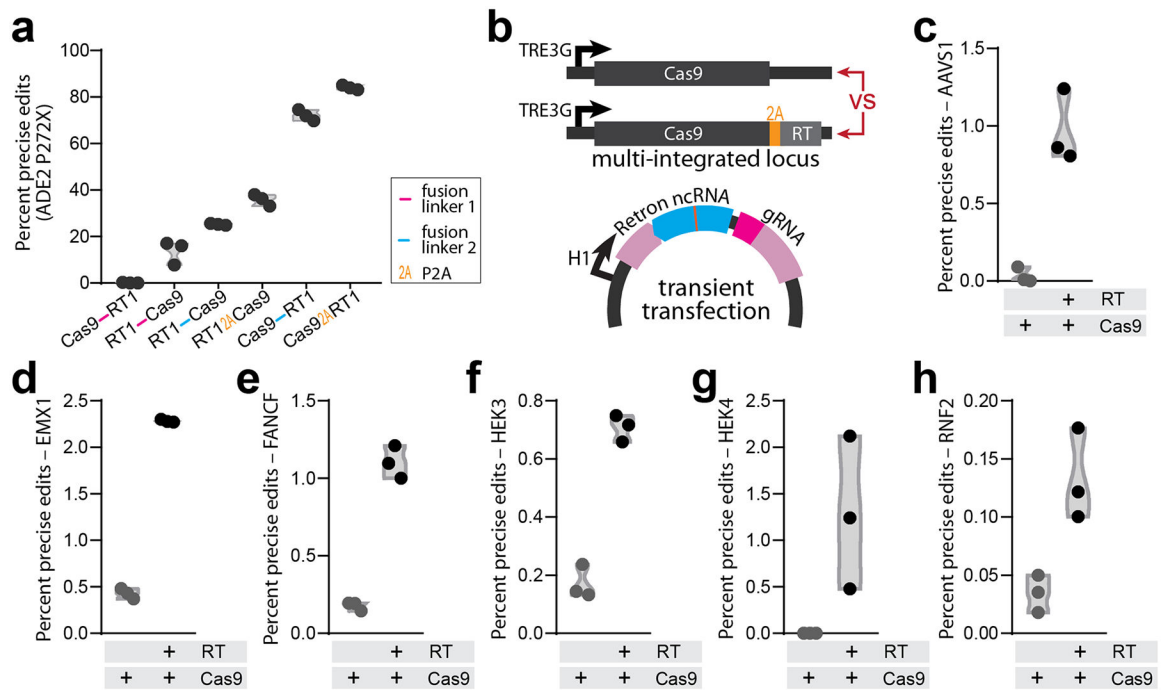 a
Percent precise edits
(ADE2 P272X)
100
80
60
40
20
0
Cas9–RT1
RT1–Cas9
RT1–Cas9
RT12ACas9
Cas9–RT1
Cas92ART1
fusion
linker 1
fusion
linker 2
2A P2A
b
TRE3G
Cas9
VS
TRE3G
2A
Cas9
RT
multi-integrated locus
Retron ncRNA
gRNA
H1
transient
transfection
c
Percent precise edits – AAVS1
1.5
1.0
0.5
0.0
+ RT
+ + Cas9
d
Percent precise edits – EMX1
2.5
2.0
1.5
1.0
0.5
0.0
+ RT
+ + Cas9
e
Percent precise edits – FANCF
1.5
1.0
0.5
0.0
+ RT
+ + Cas9
f
Percent precise edits – HEK3
0.8
0.6
0.4
0.2
0.0
+ RT
+ + Cas9
g
Percent precise edits – HEK4
2.5
2.0
1.5
1.0
0.5
0.0
+ RT
+ + Cas9
h
Percent precise edits – RNF2
0.20
0.15
0.10
0.05
0.00
+ RT
+ + Cas9